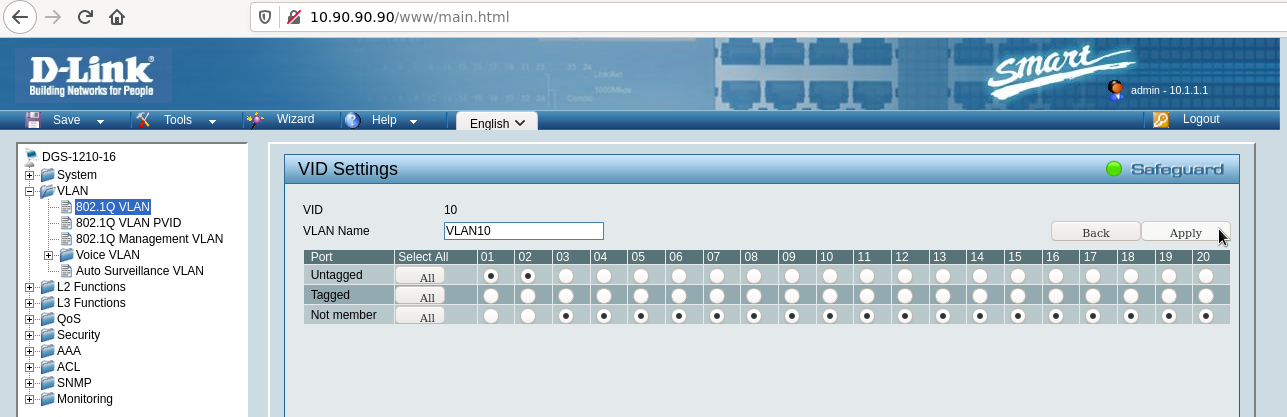 10.90.90.90/www/main.html
D-Link
Building Networks for People
smart
admin - 10.1.1.1
Save Tools Wizard Help English Logout
DGS-1210-16
System
VLAN
802.1Q VLAN
802.1Q VLAN PVID
802.1Q Management VLAN
Voice VLAN
Auto Surveillance VLAN
L2 Functions
L3 Functions
QoS
Security
AAA
ACL
SNMP
Monitoring
VID Settings Safeguard
VID 10
VLAN Name VLAN10 Back Apply
Port Select All 01 02 03 04 05 06 07 08 09 10 11 12 13 14 15 16 17 18 19 20
Untagged All
Tagged All
Not member All